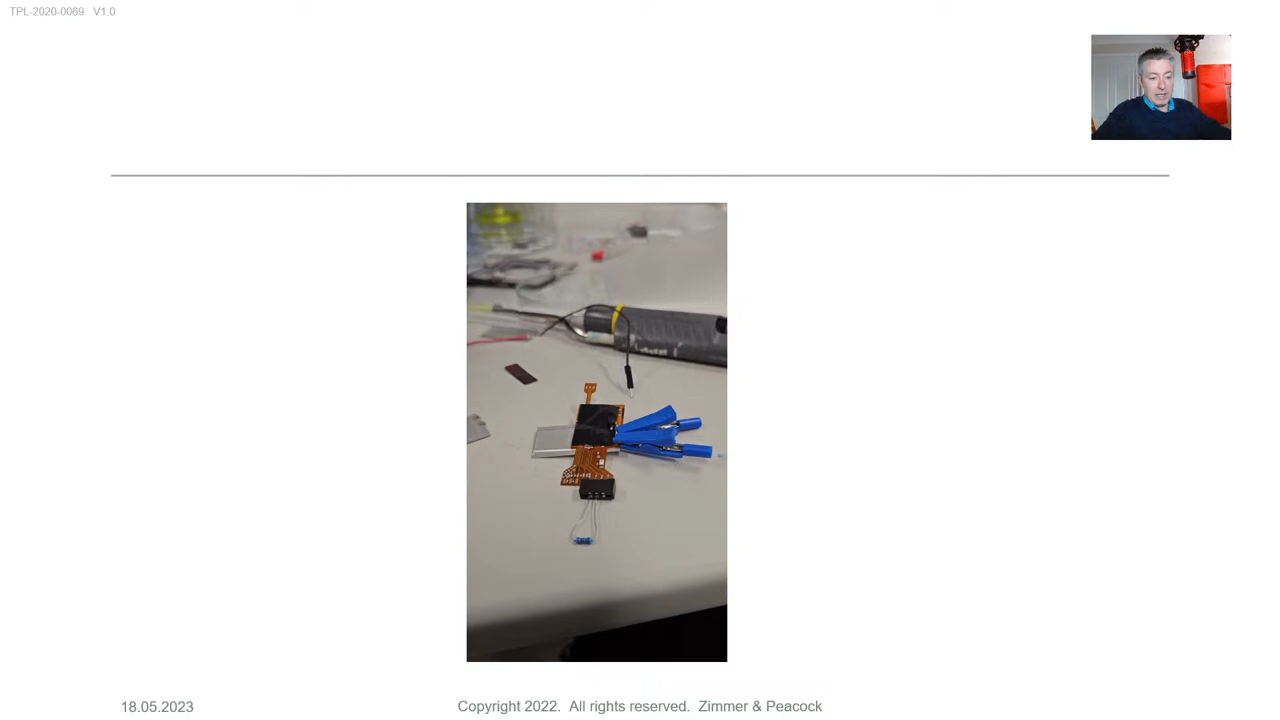 TPL-2020-0069 V1.0
18.05.2023
Copyright 2022. All rights reserved. Zimmer & Peacock